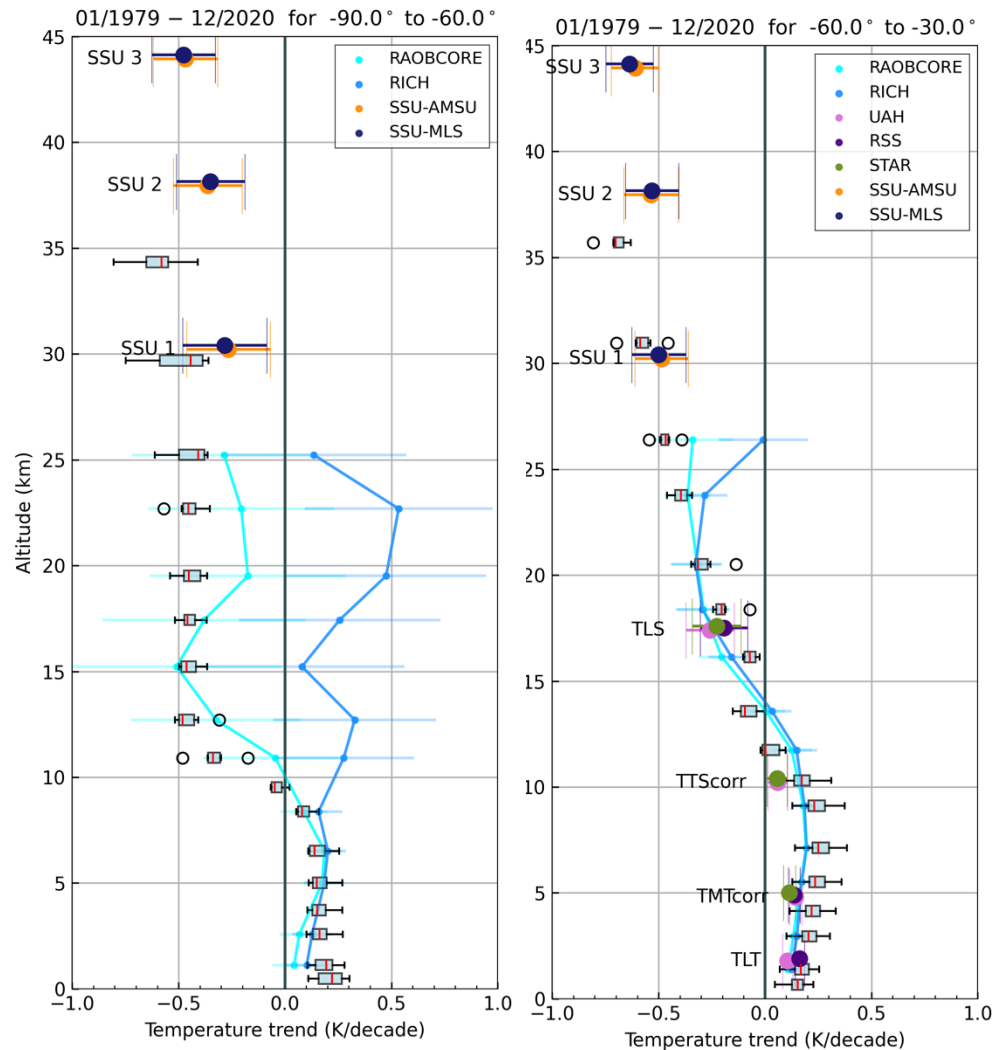 01/1979 − 12/2020 for -90.0° to -60.0°
45
40
35
30
25
20
15
10
5
0
Altitude (km)
SSU 3
SSU 2
SSU 1
RAOBCORE
RICH
SSU-AMSU
SSU-MLS
−1.0 −0.5 0.0 0.5 1.0
Temperature trend (K/decade)
01/1979 − 12/2020 for -60.0° to -30.0°
45
40
35
30
25
20
15
10
5
0
SSU 3
SSU 2
SSU 1
TLS
TTScorr
TMTcorr
TLT
RAOBCORE
RICH
UAH
RSS
STAR
SSU-AMSU
SSU-MLS
−1.0 −0.5 0.0 0.5 1.0
Temperature trend (K/decade)